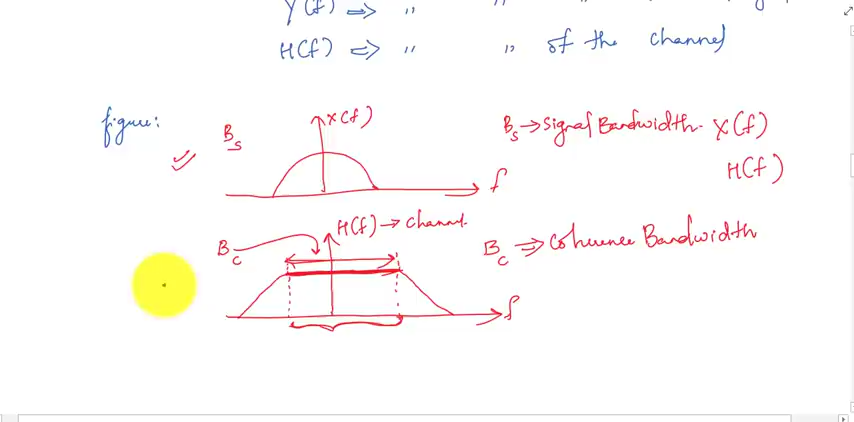 Y(f) ⇒ " "
H(f) ⇒ " " of the channel
figure:
X(f)
Bs
Bs → Signal Bandwidth. X(f)
f
H(f)
H(f) → Channel.
Bc
Bc ⇒ Coherence Bandwidth
f